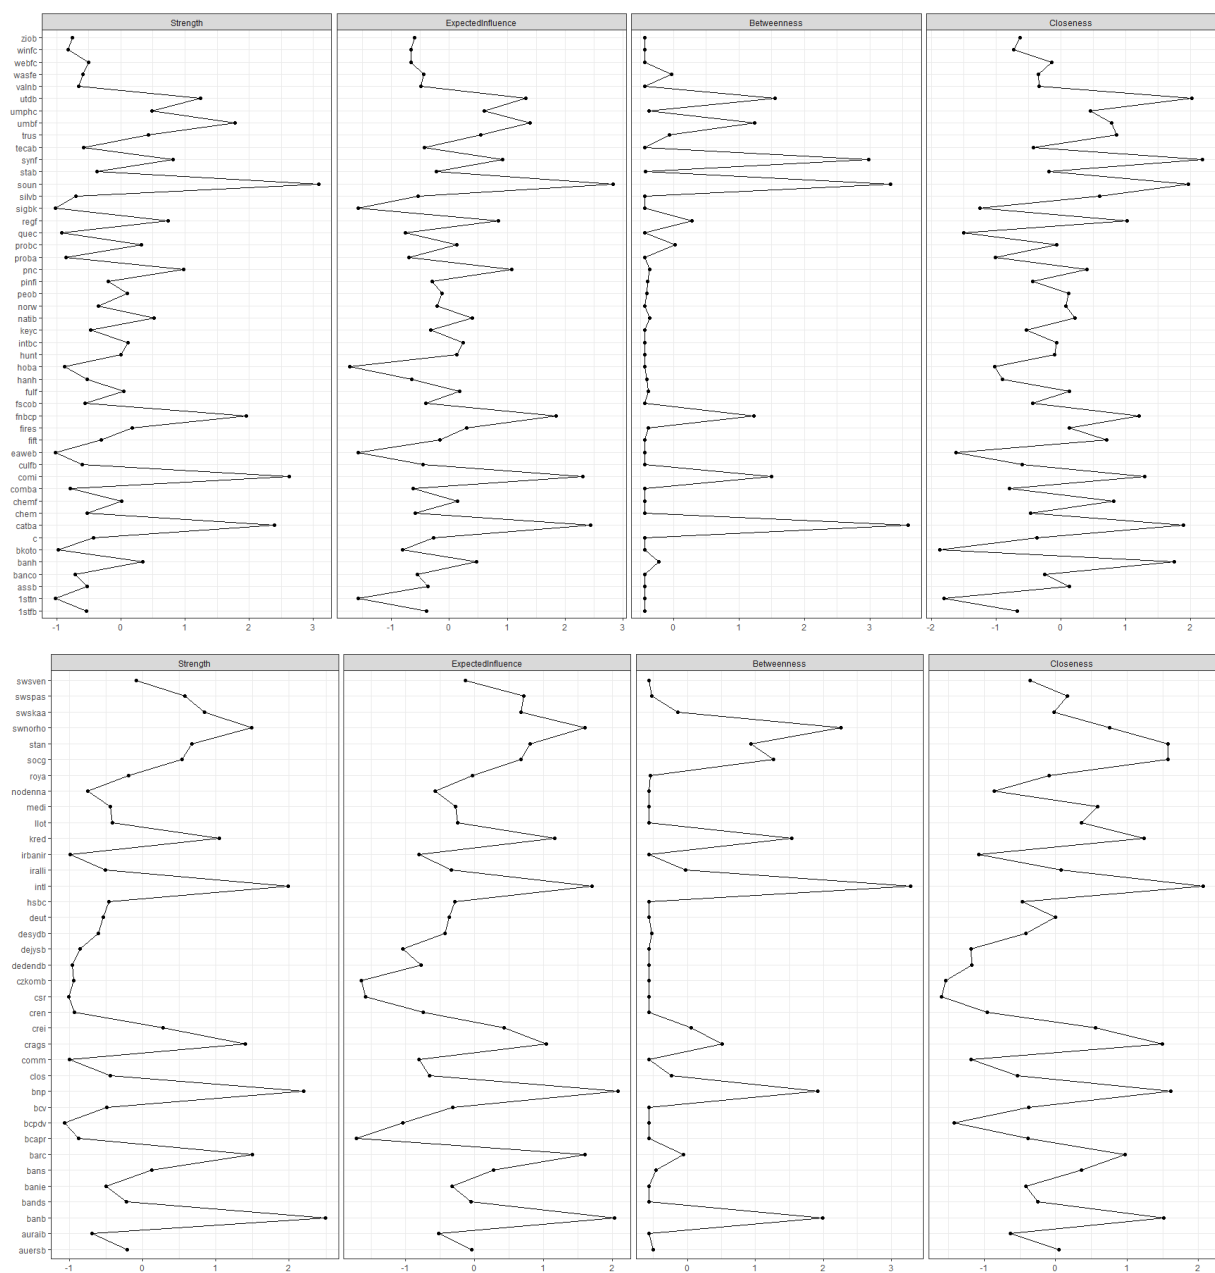 Strength ExpectedInfluence Betweenness Closeness
ziob
winfc
webfc
wasfe
valnb
utdb
umphc
umbf
trus
tecab
synf
stab
soun
silvb
sigbk
regf
quec
probc
proba
pnc
pinfi
peob
norw
natib
keyc
intbc
hunt
hoba
hanh
fulf
fscob
fnbcp
fires
fift
eaweb
culfb
comi
comba
chemf
chem
catba
c
bkoto
banh
banco
assb
1sttn
1stfb
-1 0 1 2 3 -1 0 1 2 3 0 1 2 3 -2 -1 0 1 2
Strength ExpectedInfluence Betweenness Closeness
swsven
swspas
swskaa
swnorho
stan
socg
roya
nodenna
medi
llot
kred
irbanir
iralli
intl
hsbc
deut
desydb
dejysb
dedendb
czkomb
csr
cren
crei
crags
comm
clos
bnp
bcv
bcpdv
bcapr
barc
bans
banie
bands
banb
auraib
auersb
-1 0 1 2 -1 0 1 2 0 1 2 3 -1 0 1 2